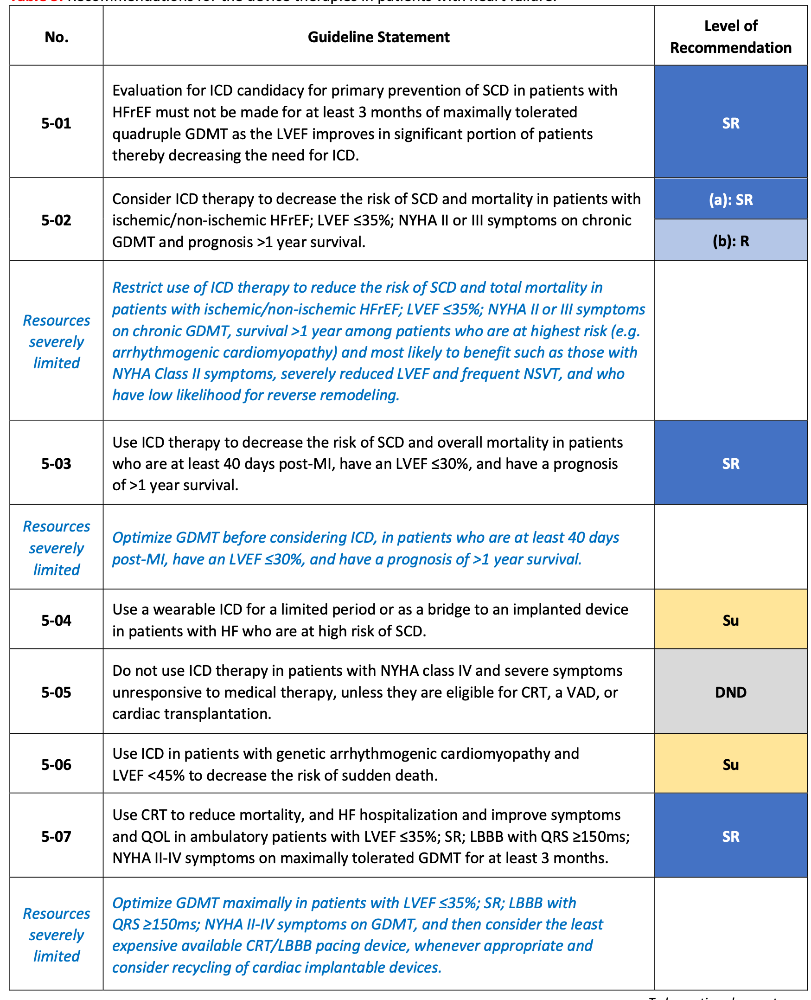 Table 5. Recommendations for the device therapies in patients with heart failure.
No.
Guideline Statement
Level of
Recommendation
5-01
Evaluation for ICD candidacy for primary prevention of SCD in patients with
HFrEF must not be made for at least 3 months of maximally tolerated
quadruple GDMT as the LVEF improves in significant portion of patients
thereby decreasing the need for ICD.
SR
5-02
Consider ICD therapy to decrease the risk of SCD and mortality in patients with
ischemic/non-ischemic HFrEF; LVEF ≤35%; NYHA II or III symptoms on chronic
GDMT and prognosis >1 year survival.
(a): SR
(b): R
Resources
severely
limited
Restrict use of ICD therapy to reduce the risk of SCD and total mortality in
patients with ischemic/non-ischemic HFrEF; LVEF ≤35%; NYHA II or III symptoms
on chronic GDMT, survival >1 year among patients who are at highest risk (e.g.
arrhythmogenic cardiomyopathy) and most likely to benefit such as those with
NYHA Class II symptoms, severely reduced LVEF and frequent NSVT, and who
have low likelihood for reverse remodeling.
5-03
Use ICD therapy to decrease the risk of SCD and overall mortality in patients
who are at least 40 days post-MI, have an LVEF ≤30%, and have a prognosis
of >1 year survival.
SR
Resources
severely
limited
Optimize GDMT before considering ICD, in patients who are at least 40 days
post-MI, have an LVEF ≤30%, and have a prognosis of >1 year survival.
5-04
Use a wearable ICD for a limited period or as a bridge to an implanted device
in patients with HF who are at high risk of SCD.
Su
5-05
Do not use ICD therapy in patients with NYHA class IV and severe symptoms
unresponsive to medical therapy, unless they are eligible for CRT, a VAD, or
cardiac transplantation.
DND
5-06
Use ICD in patients with genetic arrhythmogenic cardiomyopathy and
LVEF <45% to decrease the risk of sudden death.
Su
5-07
Use CRT to reduce mortality, and HF hospitalization and improve symptoms
and QOL in ambulatory patients with LVEF ≤35%; SR; LBBB with QRS ≥150ms;
NYHA II-IV symptoms on maximally tolerated GDMT for at least 3 months.
SR
Resources
severely
limited
Optimize GDMT maximally in patients with LVEF ≤35%; SR; LBBB with
QRS ≥150ms; NYHA II-IV symptoms on GDMT, and then consider the least
expensive available CRT/LBBB pacing device, whenever appropriate and
consider recycling of cardiac implantable devices.